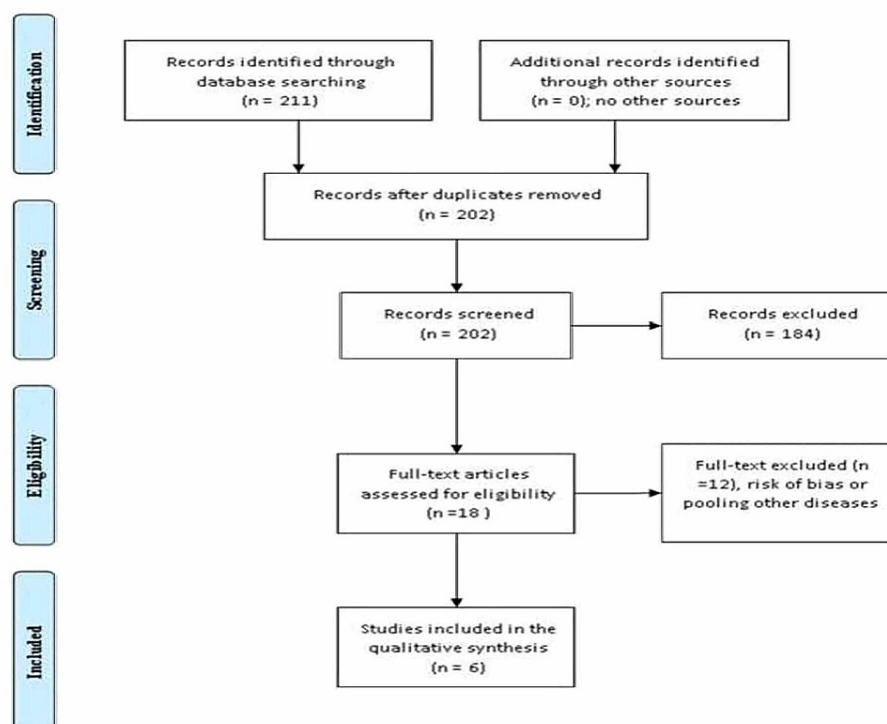 Identification
Records identified through
database searching
(n = 211)
Additional records identified
through other sources
(n = 0); no other sources
Records after duplicates removed
(n = 202)
Screening
Records screened
(n = 202)
Records excluded
(n = 184)
Eligibility
Full-text articles
assessed for eligibility
(n =18 )
Full-text excluded (n
=12), risk of bias or
pooling other diseases
Included
Studies included in the
qualitative synthesis
(n = 6)